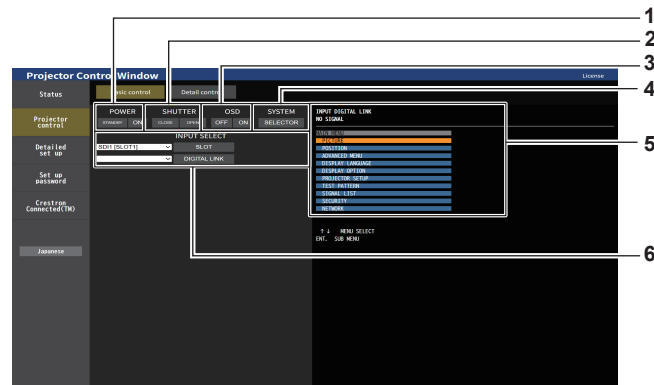 1
2
3
4
Projector Control Window License
Status Basic control Detail control
POWER SHUTTER OSD SYSTEM
STANDBY ON CLOSE OPEN OFF ON SELECTOR
INPUT SELECT
SDI1 [SLOT1] SLOT
DIGITAL LINK
Projector
control
Detailed
set up
Set up
password
Crestron
Connected(TM)
Japanese
INPUT DIGITAL LINK
NO SIGNAL
MAIN MENU
PICTURE
POSITION
ADVANCED MENU
DISPLAY LANGUAGE
DISPLAY OPTION
PROJECTOR SETUP
TEST PATTERN
SIGNAL LIST
SECURITY
NETWORK
↑↓ MENU SELECT
ENT. SUB MENU
5
6